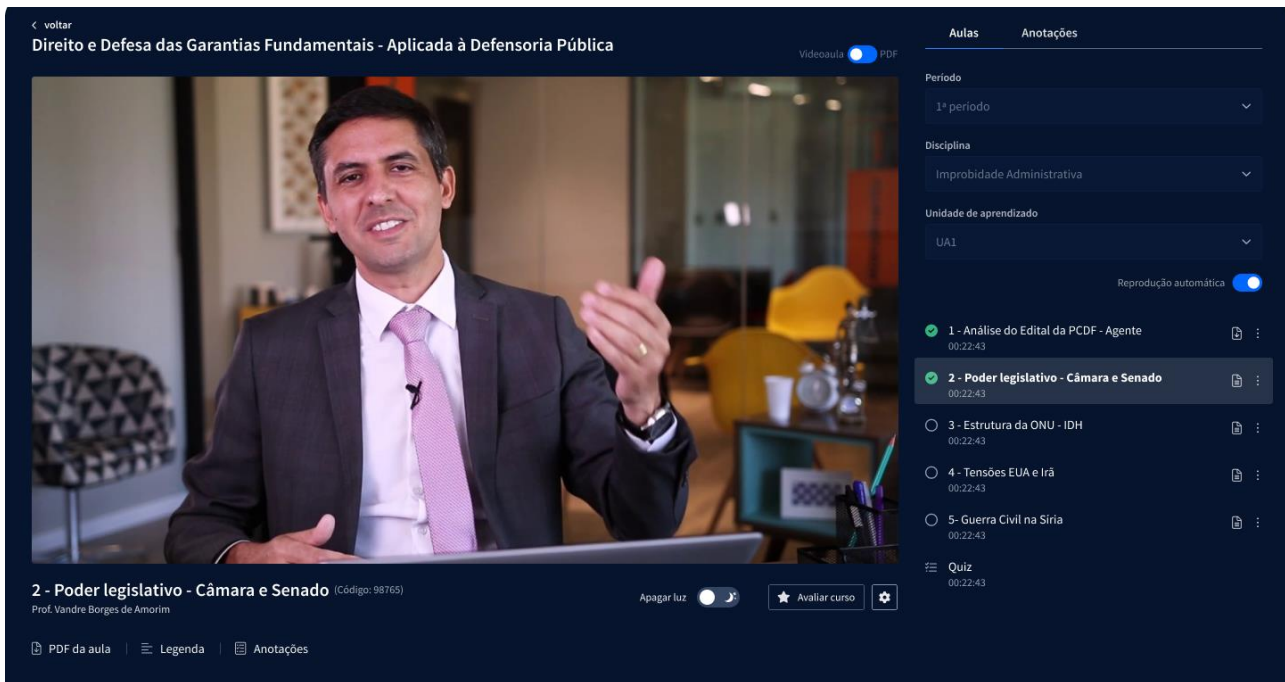 voltar
Direito e Defesa das Garantias Fundamentais - Aplicada à Defensoria Pública
Videoaula PDF
2 - Poder legislativo - Câmara e Senado (Código: 98765)
Prof. Vandre Borges de Amorim
Apagar luz
Avaliar curso
PDF da aula
Legenda
Anotações
Aulas
Anotações
Período
1º período
Disciplina
Improbidade Administrativa
Unidade de aprendizado
UA1
Reprodução automática
1 - Análise do Edital da PCDF - Agente
00:22:43
2 - Poder legislativo - Câmara e Senado
00:22:43
3 - Estrutura da ONU - IDH
00:22:43
4 - Tensões EUA e Irã
00:22:43
5- Guerra Civil na Síria
00:22:43
Quiz
00:22:43